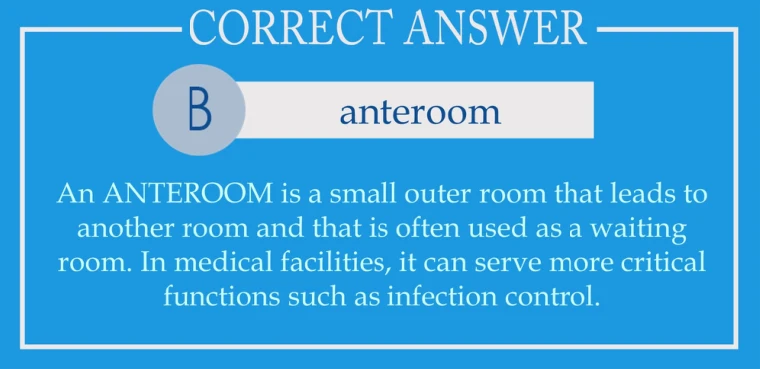 CORRECT ANSWER
B
anteroom
An ANTEROOM is a small outer room that leads to
another room and that is often used as a waiting
room. In medical facilities, it can serve more critical
functions such as infection control.